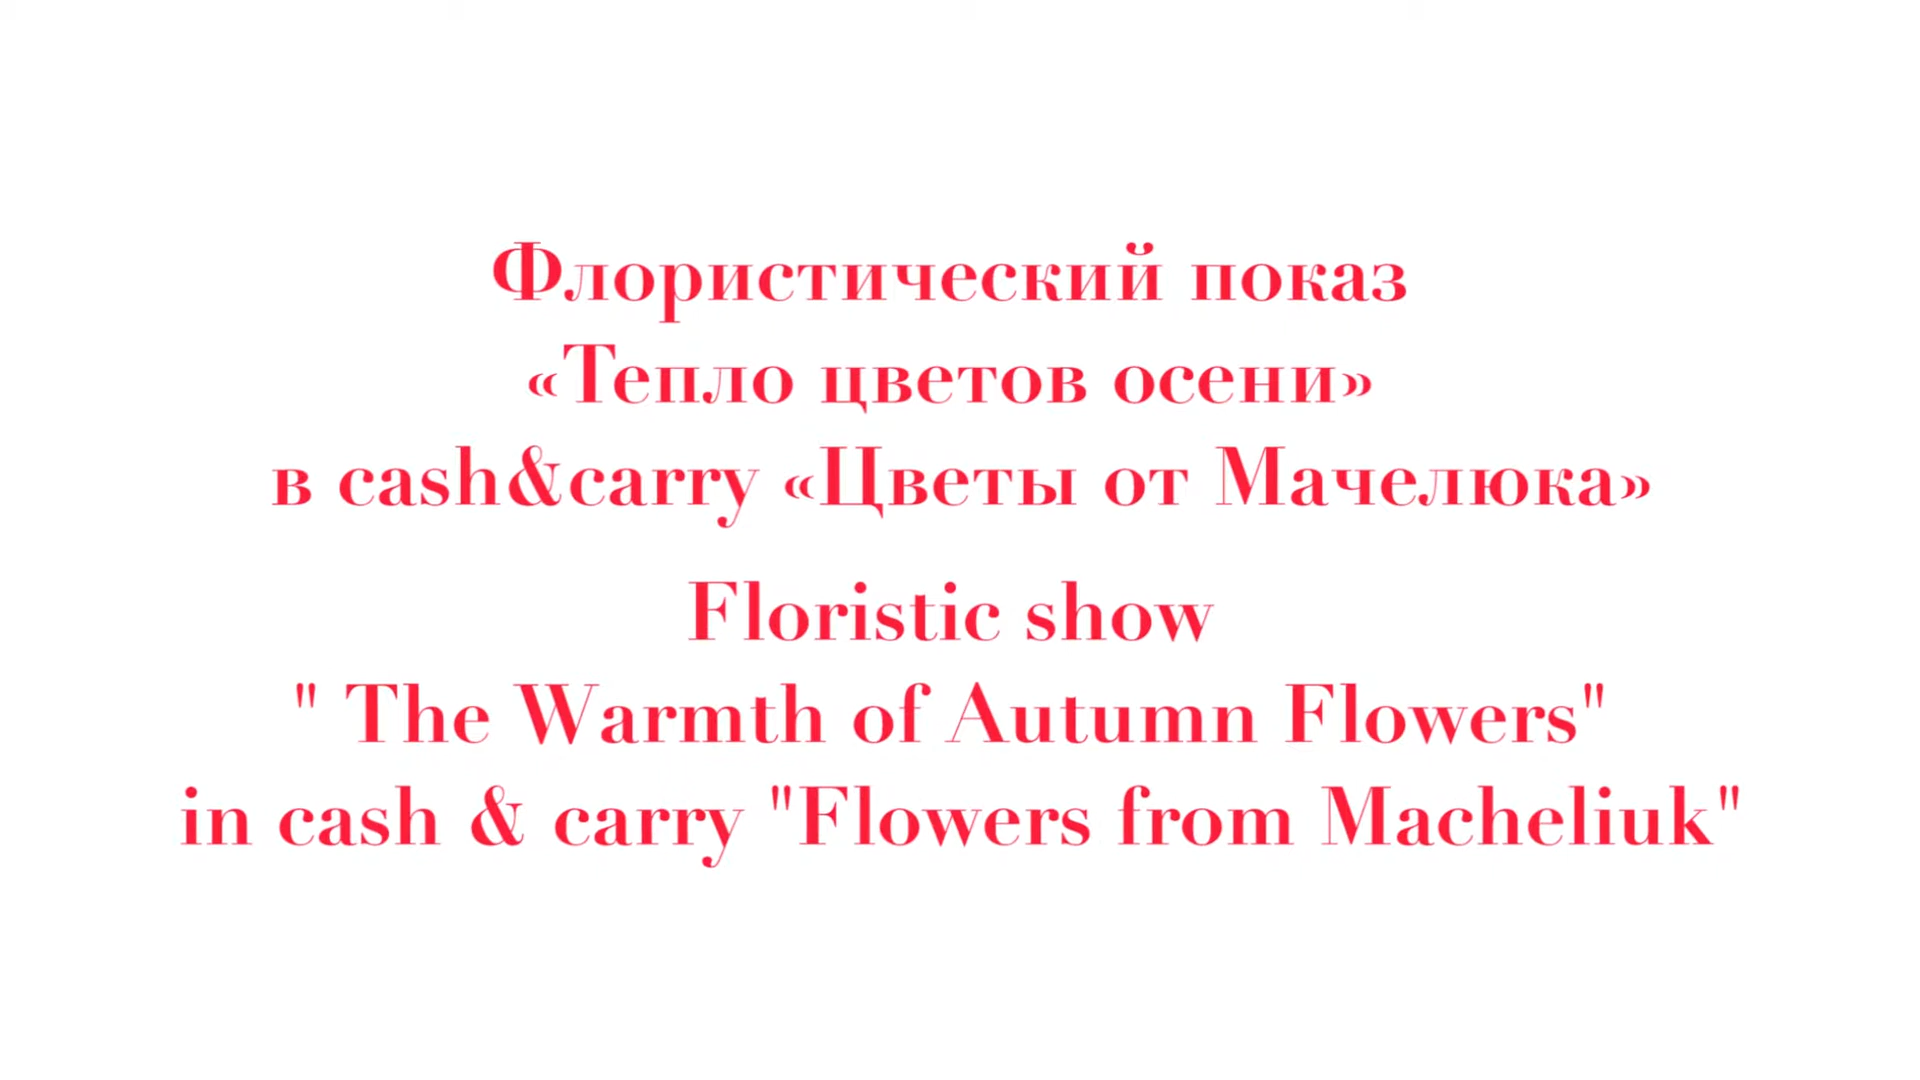 Флористический показ
«Тепло цветов осени»
в cash&carry «Цветы от Мачелюка»
Floristic show
" The Warmth of Autumn Flowers"
in cash & carry "Flowers from Macheliuk"